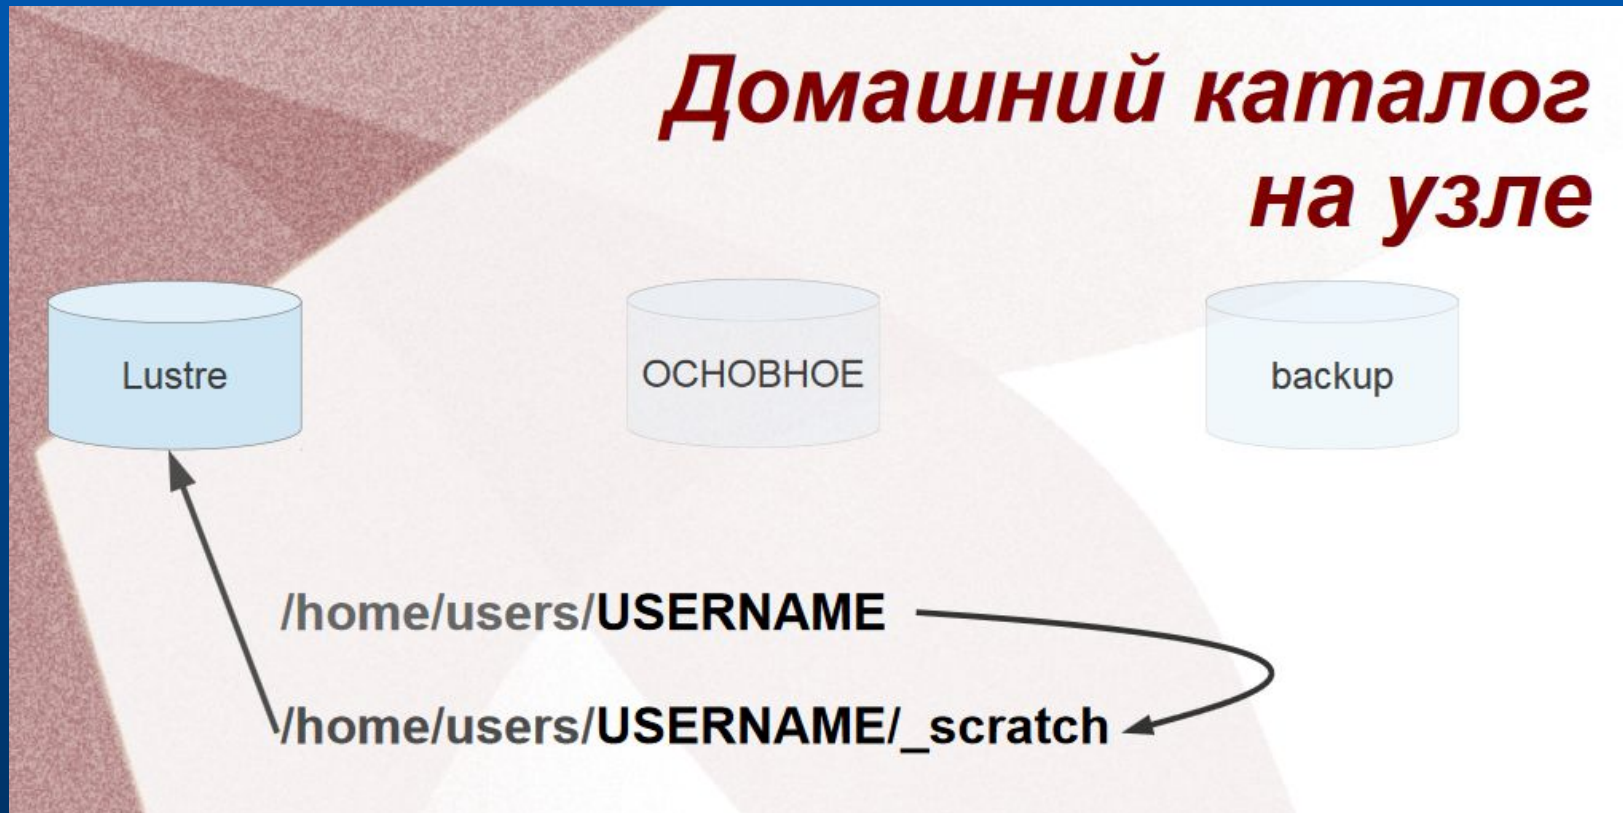 Домашний каталог
на узле
Lustre
ОСНОВНОЕ
backup
/home/users/USERNAME
/home/users/USERNAME/_scratch